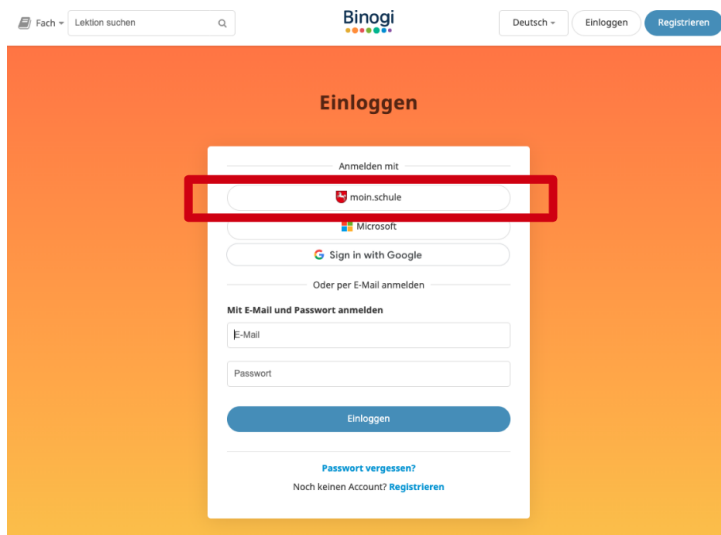 Fach
Lektion suchen
Binogi
Deutsch
Einloggen
Registrieren
Einloggen
Anmelden mit
moin.schule
Microsoft
Sign in with Google
Oder per E-Mail anmelden
Mit E-Mail und Passwort anmelden
E-Mail
Passwort
Einloggen
Passwort vergessen?
Noch keinen Account? Registrieren